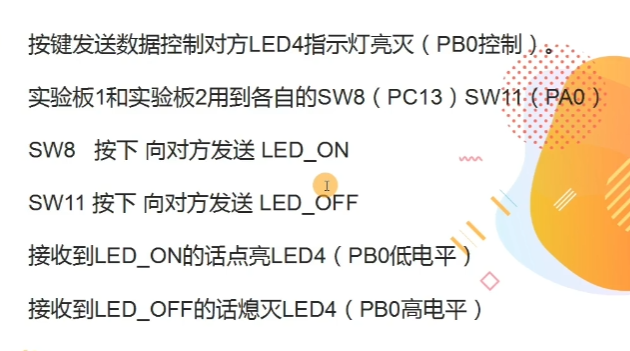 按键发送数据控制对方LED4指示灯亮灭（PB0控制）。
实验板1和实验板2用到各自的SW8（PC13）SW11（PA0）
SW8 按下 向对方发送 LED_ON
SW11 按下 向对方发送 LED_OFF
接收到LED_ON的话点亮LED4（PB0低电平）
接收到LED_OFF的话熄灭LED4（PB0高电平）